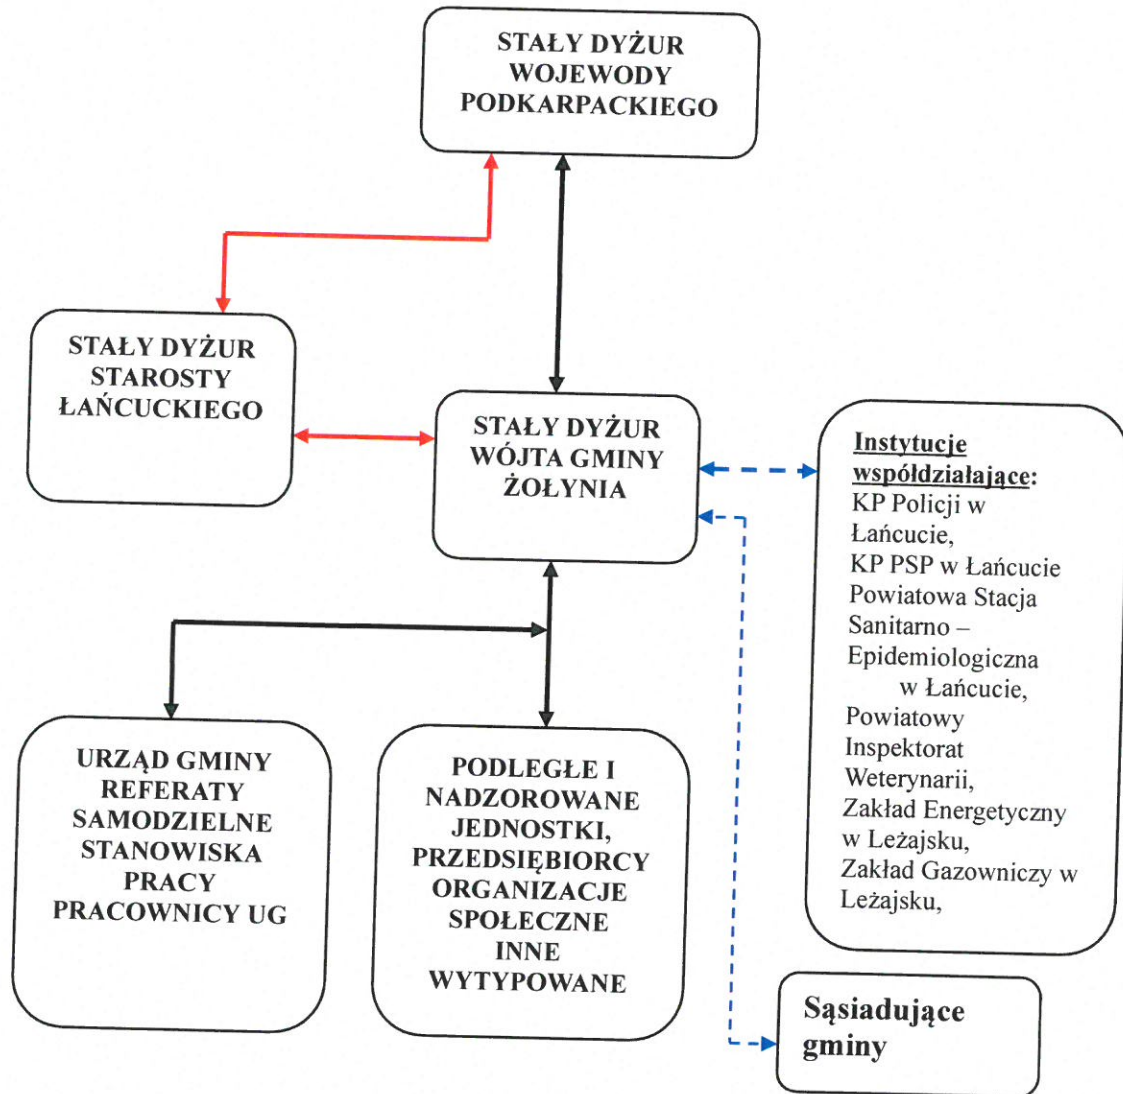 STAŁY DYŻUR
WOJEWODY
PODKARPACKIEGO
STAŁY DYŻUR
STAROSTY
ŁAŃCUCKIEGO
STAŁY DYŻUR
WÓJTA GMINY
ŻOŁYNIA
Instytucje
współdziałające:
KP Policji w
Łańcucie,
KP PSP w Łańcucie
Powiatowa Stacja
Sanitarno –
Epidemiologiczna
w Łańcucie,
Powiatowy
Inspektorat
Weterynarii,
Zakład Energetyczny
w Leżajsku,
Zakład Gazowniczy w
Leżajsku,
URZĄD GMINY
REFERATY
SAMODZIELNE
STANOWISKA
PRACY
PRACOWNICY UG
PODLEGŁE I
NADZOROWANE
JEDNOSTKI,
PRZEDSIĘBIORCY
ORGANIZACJE
SPOŁECZNE
INNE
WYTYPOWANE
Sąsiadujące
gminy